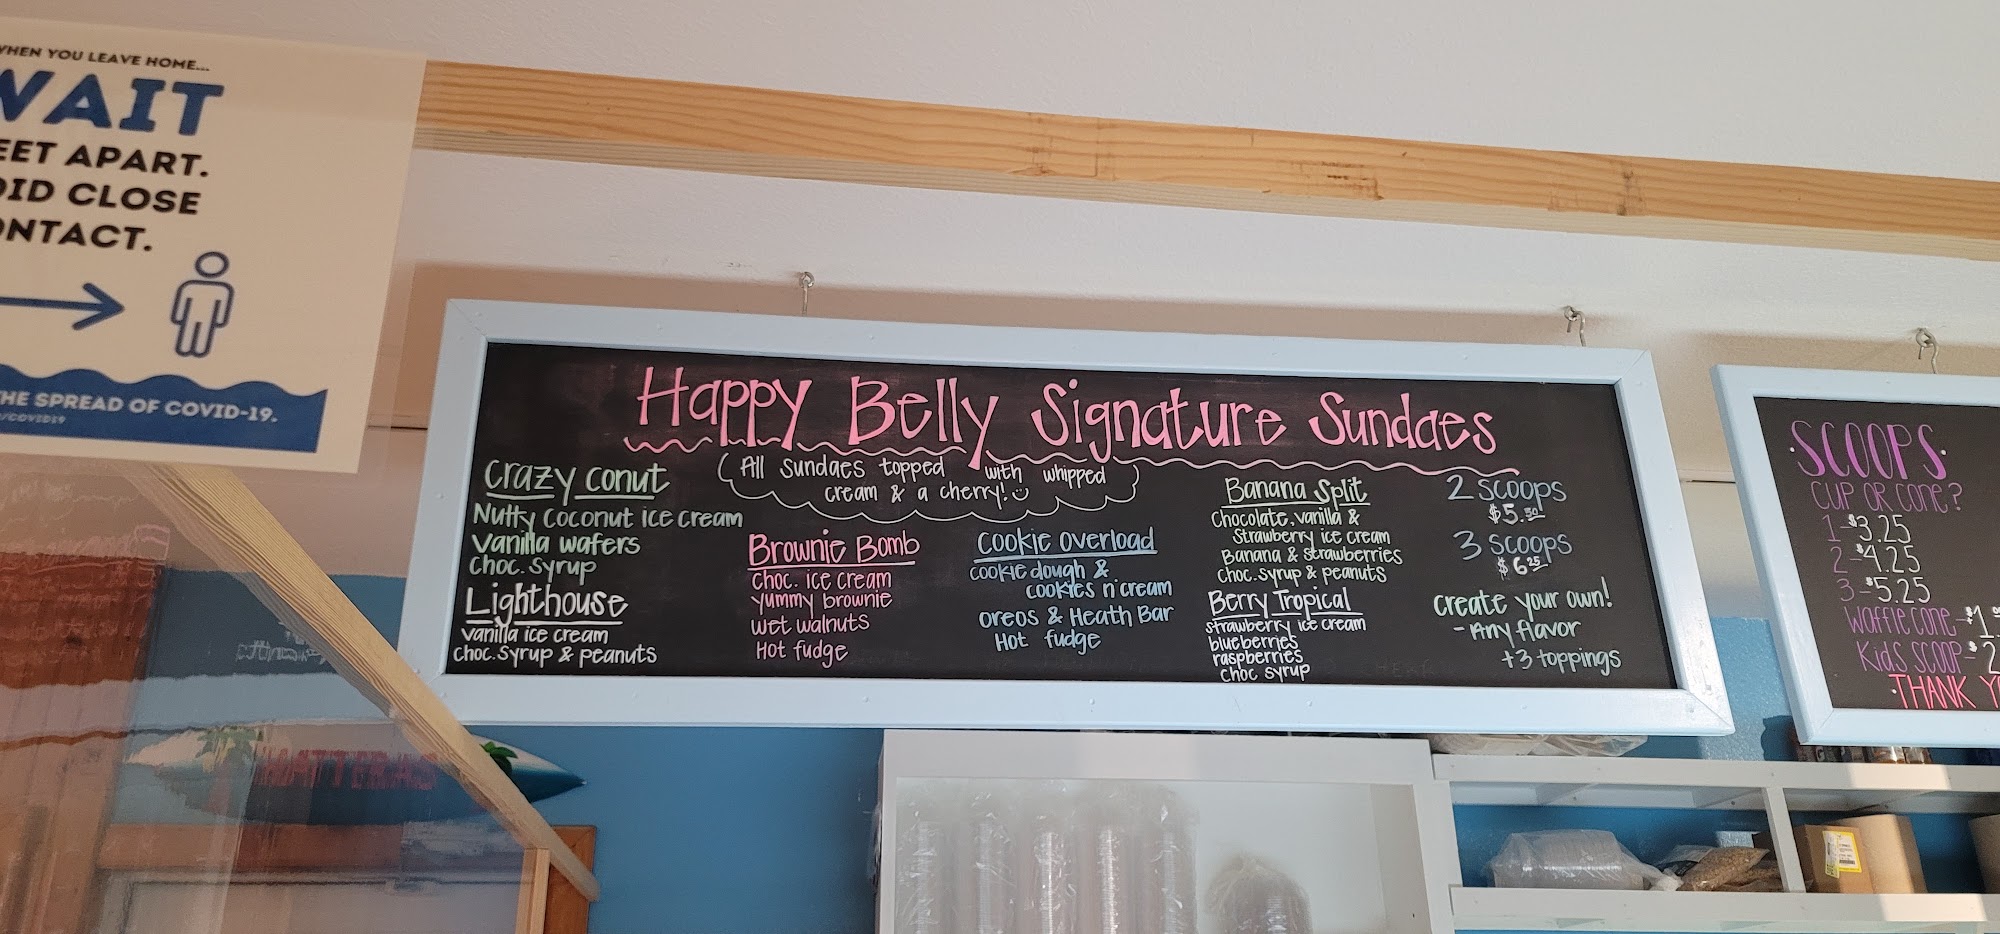 WHEN YOU LEAVE HOME...
WAIT
EET APART.
OID CLOSE
ONTACT.
THE SPREAD OF COVID-19.
/COVID19
Happy Belly Signature Sundaes
(All sundaes topped with whipped
cream & a cherry!
Crazy Conut
Nutty Coconut ice cream
Vanilla wafers
Choc. syrup
Lighthouse
Vanilla ice cream
choc. syrup & peanuts
Brownie Bomb
Choc. ice cream
Yummy brownie
wet walnuts
Hot fudge
Cookie Overload
Cookie dough &
cookies n' cream
Oreos & Heath Bar
Hot fudge
Banana Split
Chocolate, vanilla &
Strawberry ice cream
Banana & strawberries
Choc. syrup & peanuts
Berry Tropical
strawberry ice cream
blueberries
raspberries
choc syrup
2 scoops
$5.50
3 scoops
$6.25
create your own!
- Any flavor
+3 toppings
SCOOPS
CUP OR CONE?
1-$3.25
2-$4.25
3-$5.25
Waffle cone-$1
Kids SCOOP-$2
THANK Y
HATTERAS